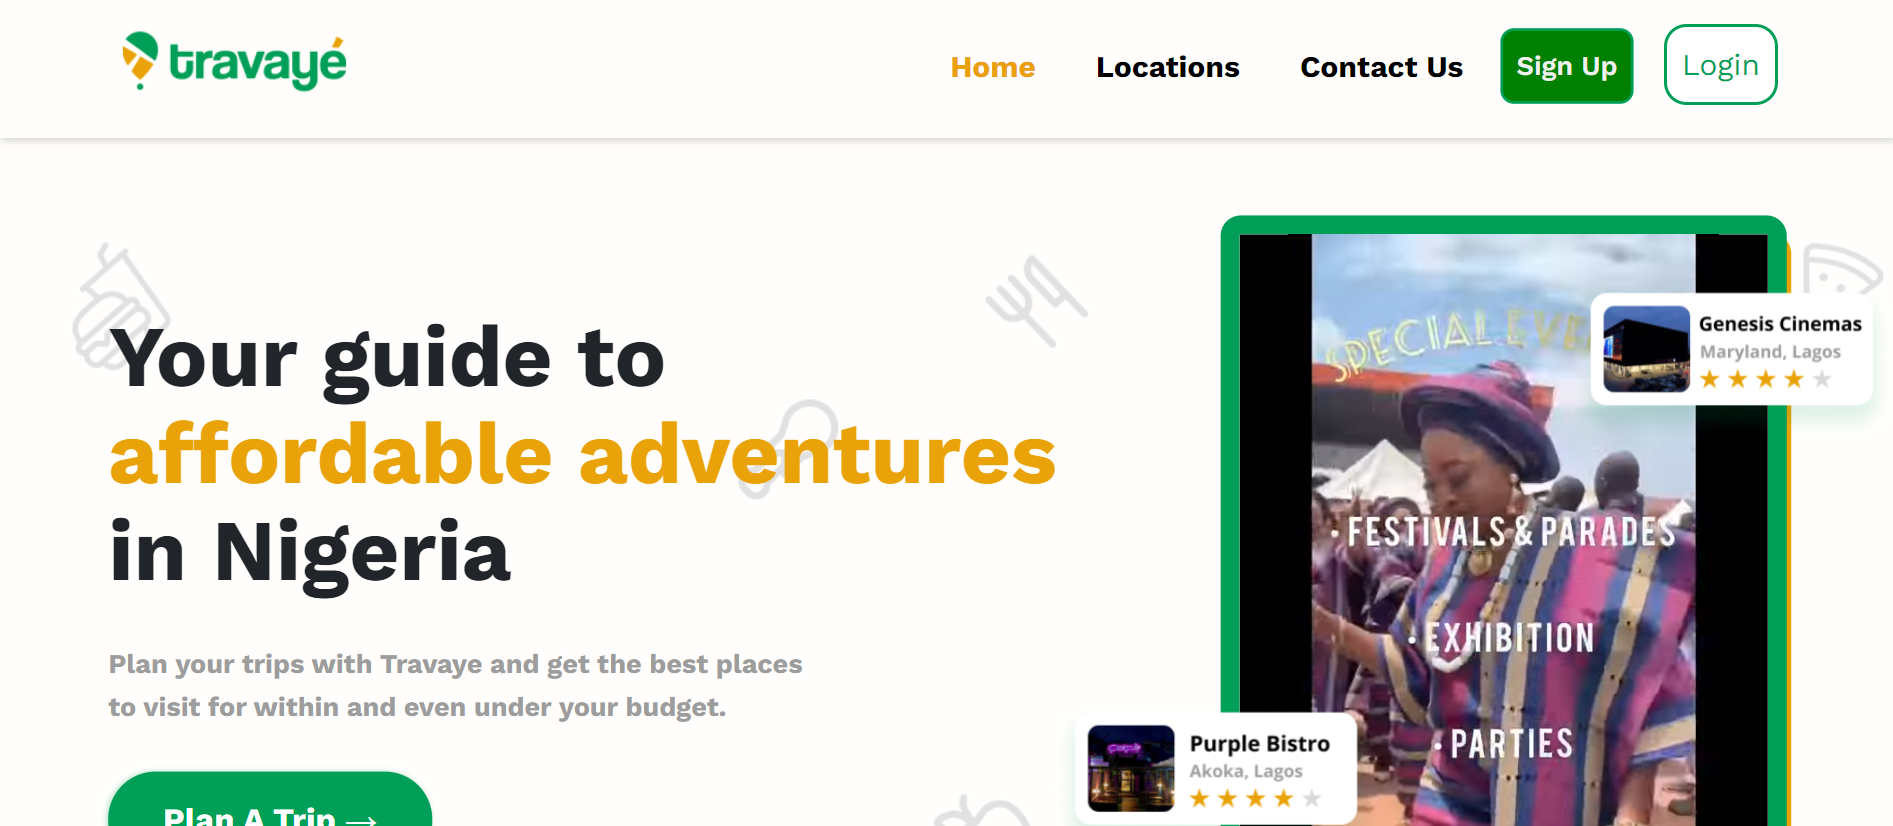 travayé
Home
Locations
Contact Us
Sign Up
Login
Your guide to
affordable adventures
in Nigeria
Plan your trips with Travaye and get the best places
to visit for within and even under your budget.
Plan A Trip →
SPECIAL EVE
Genesis Cinemas
Maryland, Lagos
• FESTIVALS & PARADES
• EXHIBITION
• PARTIES
Purple Bistro
Akoka, Lagos